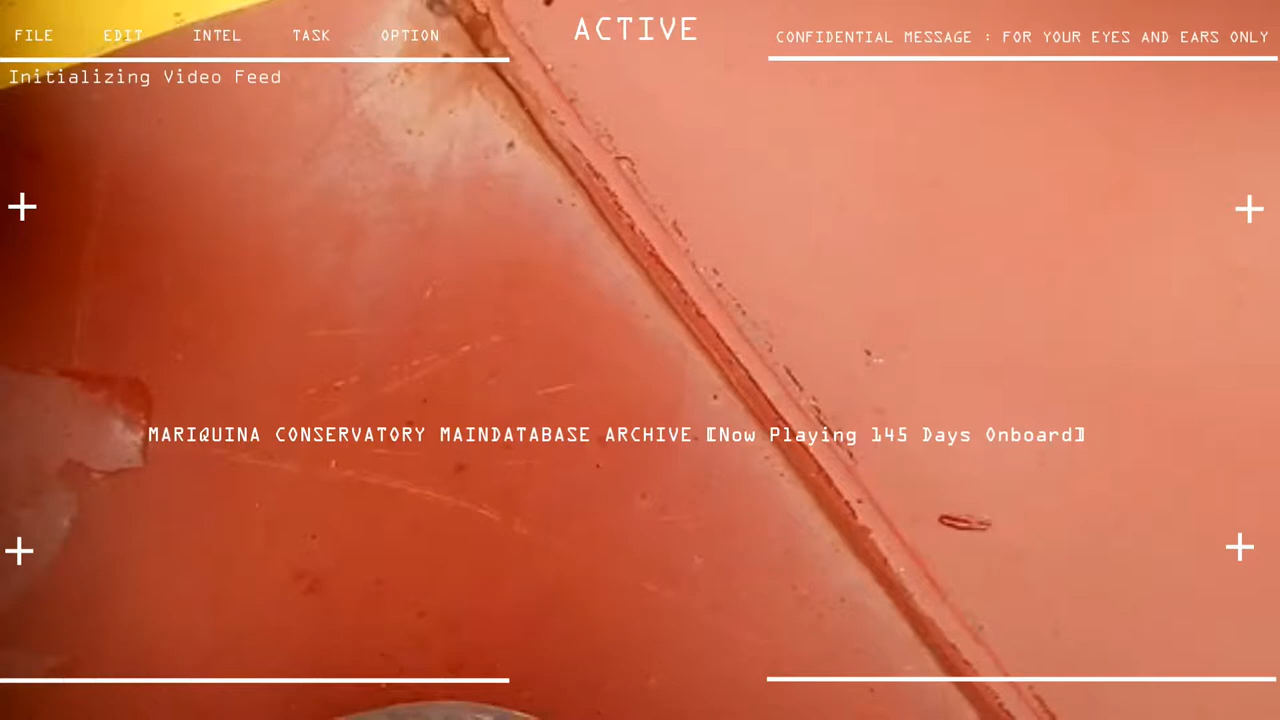 FILE EDIT INTEL TASK OPTION
ACTIVE
CONFIDENTIAL MESSAGE : FOR YOUR EYES AND EARS ONLY
Initializing Video Feed
MARIQUINA CONSERVATORY MAINDATABASE ARCHIVE [Now Playing 145 Days Onboard]